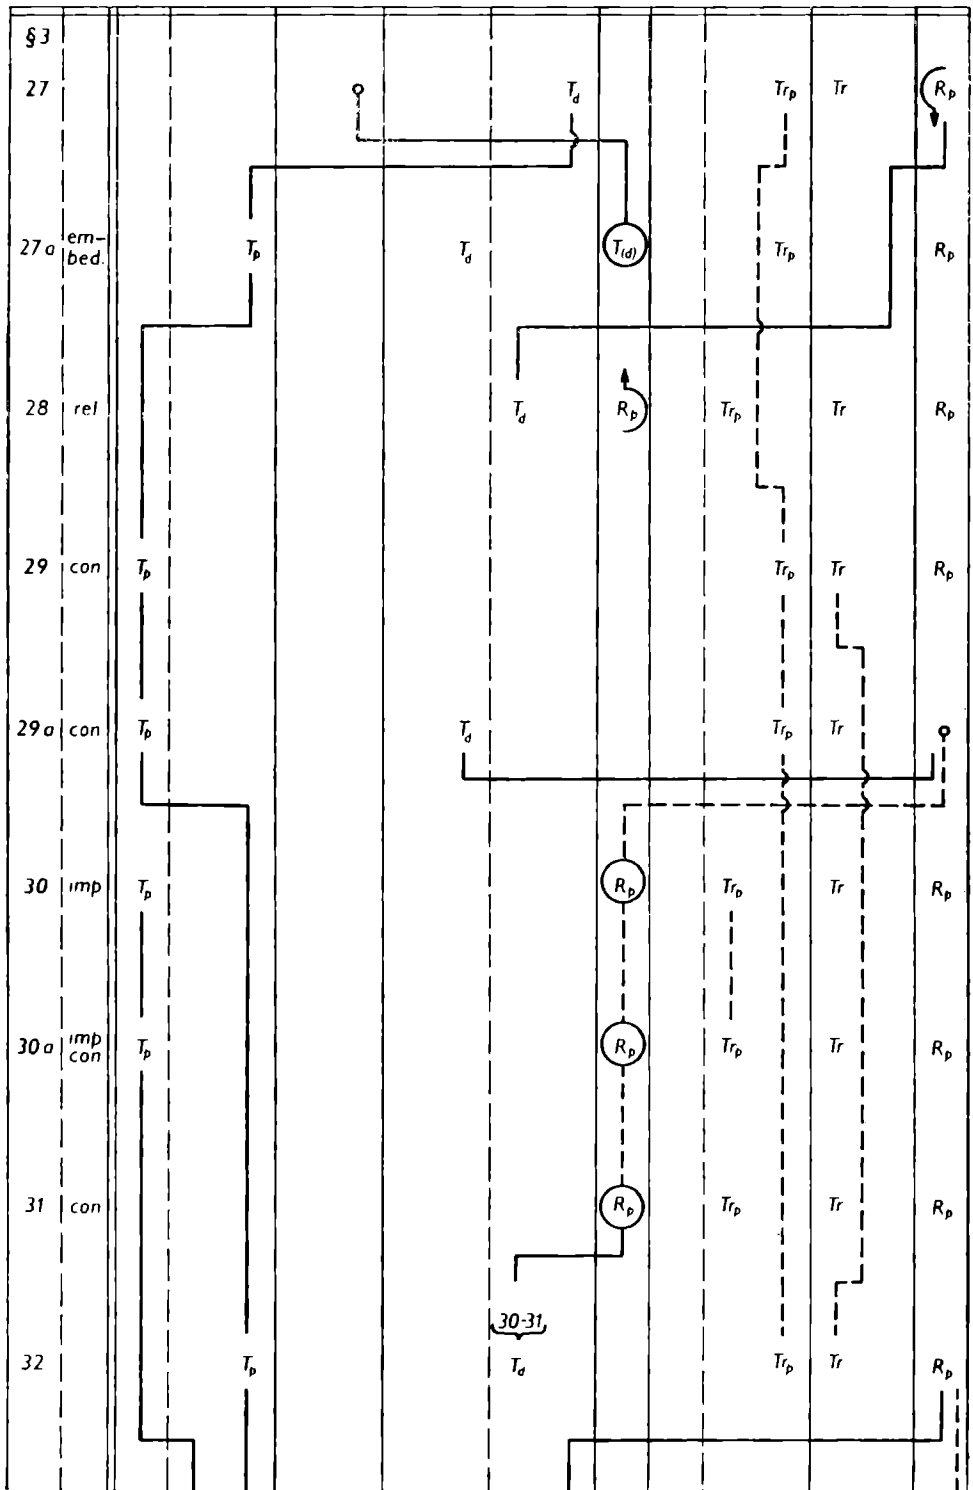 §3
27 T_d Tr_p Tr R_p
27a em-bed. T_p T_d T_(d) Tr_p R_p
28 rel T_d R_p Tr_p Tr R_p
29 con T_p Tr_p Tr R_p
29a con T_p T_d Tr_p Tr
30 imp T_p R_p Tr_p Tr R_p
30a imp con T_p R_p Tr_p Tr R_p
31 con R_p Tr_p Tr R_p
30-31
32 T_p T_d Tr_p Tr R_p